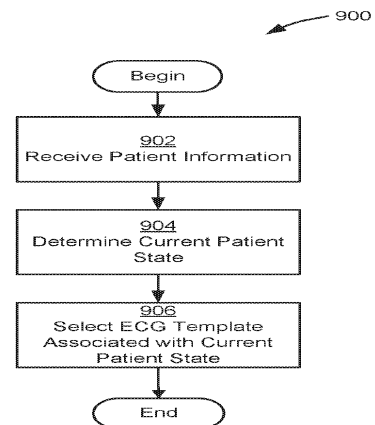 900
Begin
902
Receive Patient Information
904
Determine Current Patient
State
906
Select ECG Template
Associated with Current
Patient State
End